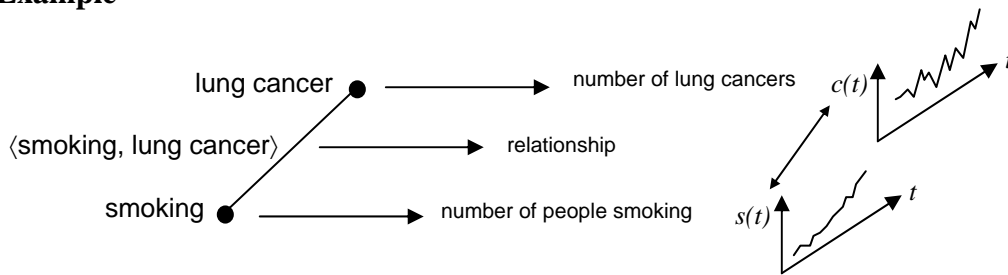 Example
lung cancer
number of lung cancers
c(t)
⟨smoking, lung cancer⟩
relationship
smoking
number of people smoking
s(t)
t